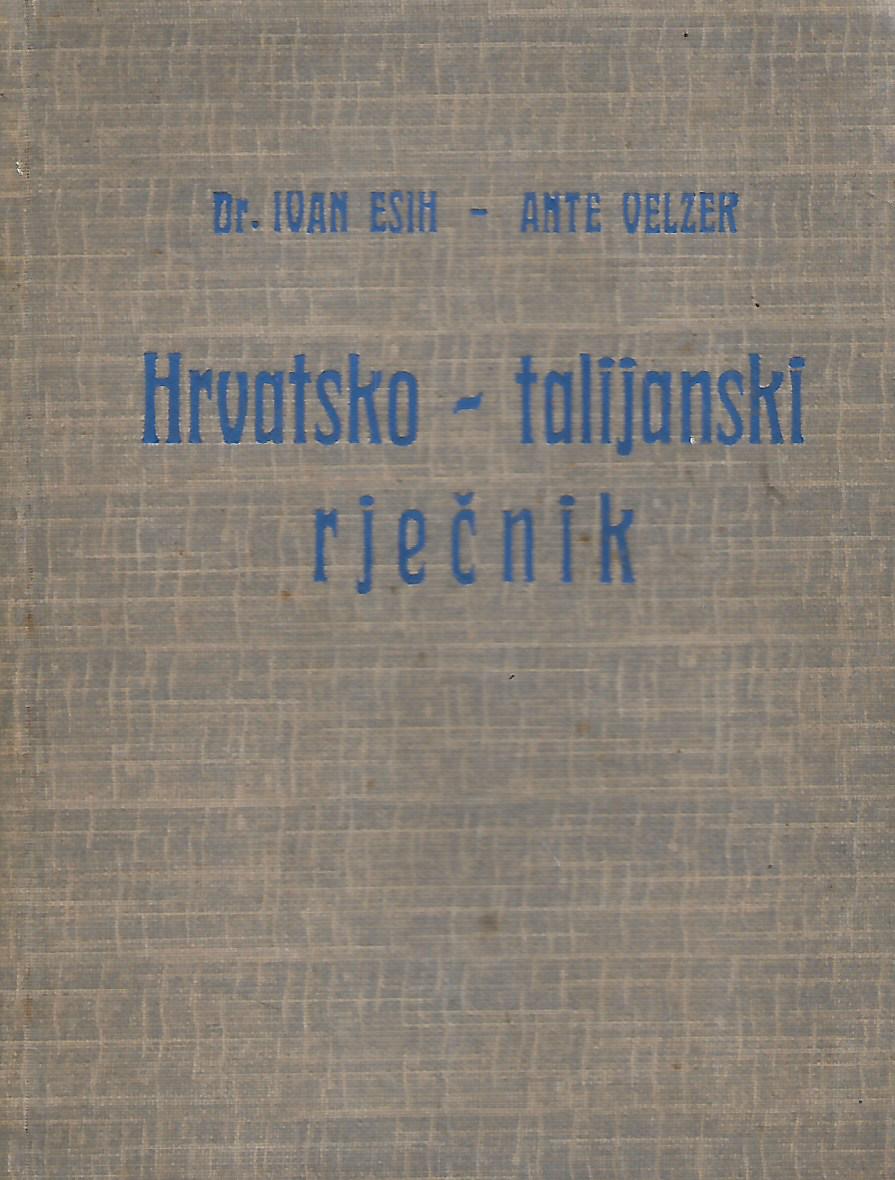 Dr. IVAN ESIH - ANTE VELZER
Hrvatsko - talijanski
rječnik